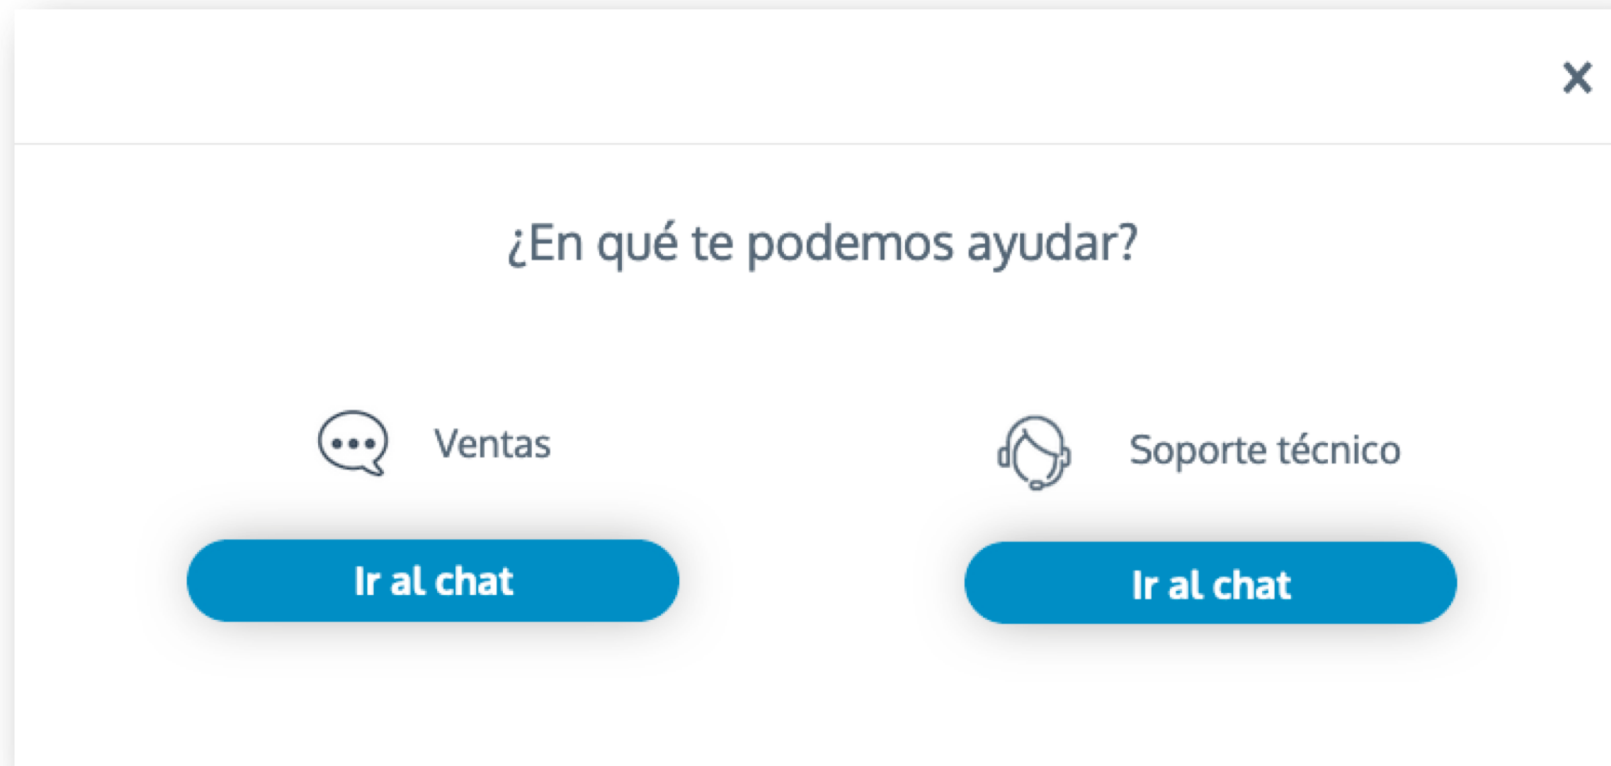 ¿En qué te podemos ayudar?
Ventas
Soporte técnico
Ir al chat
Ir al chat